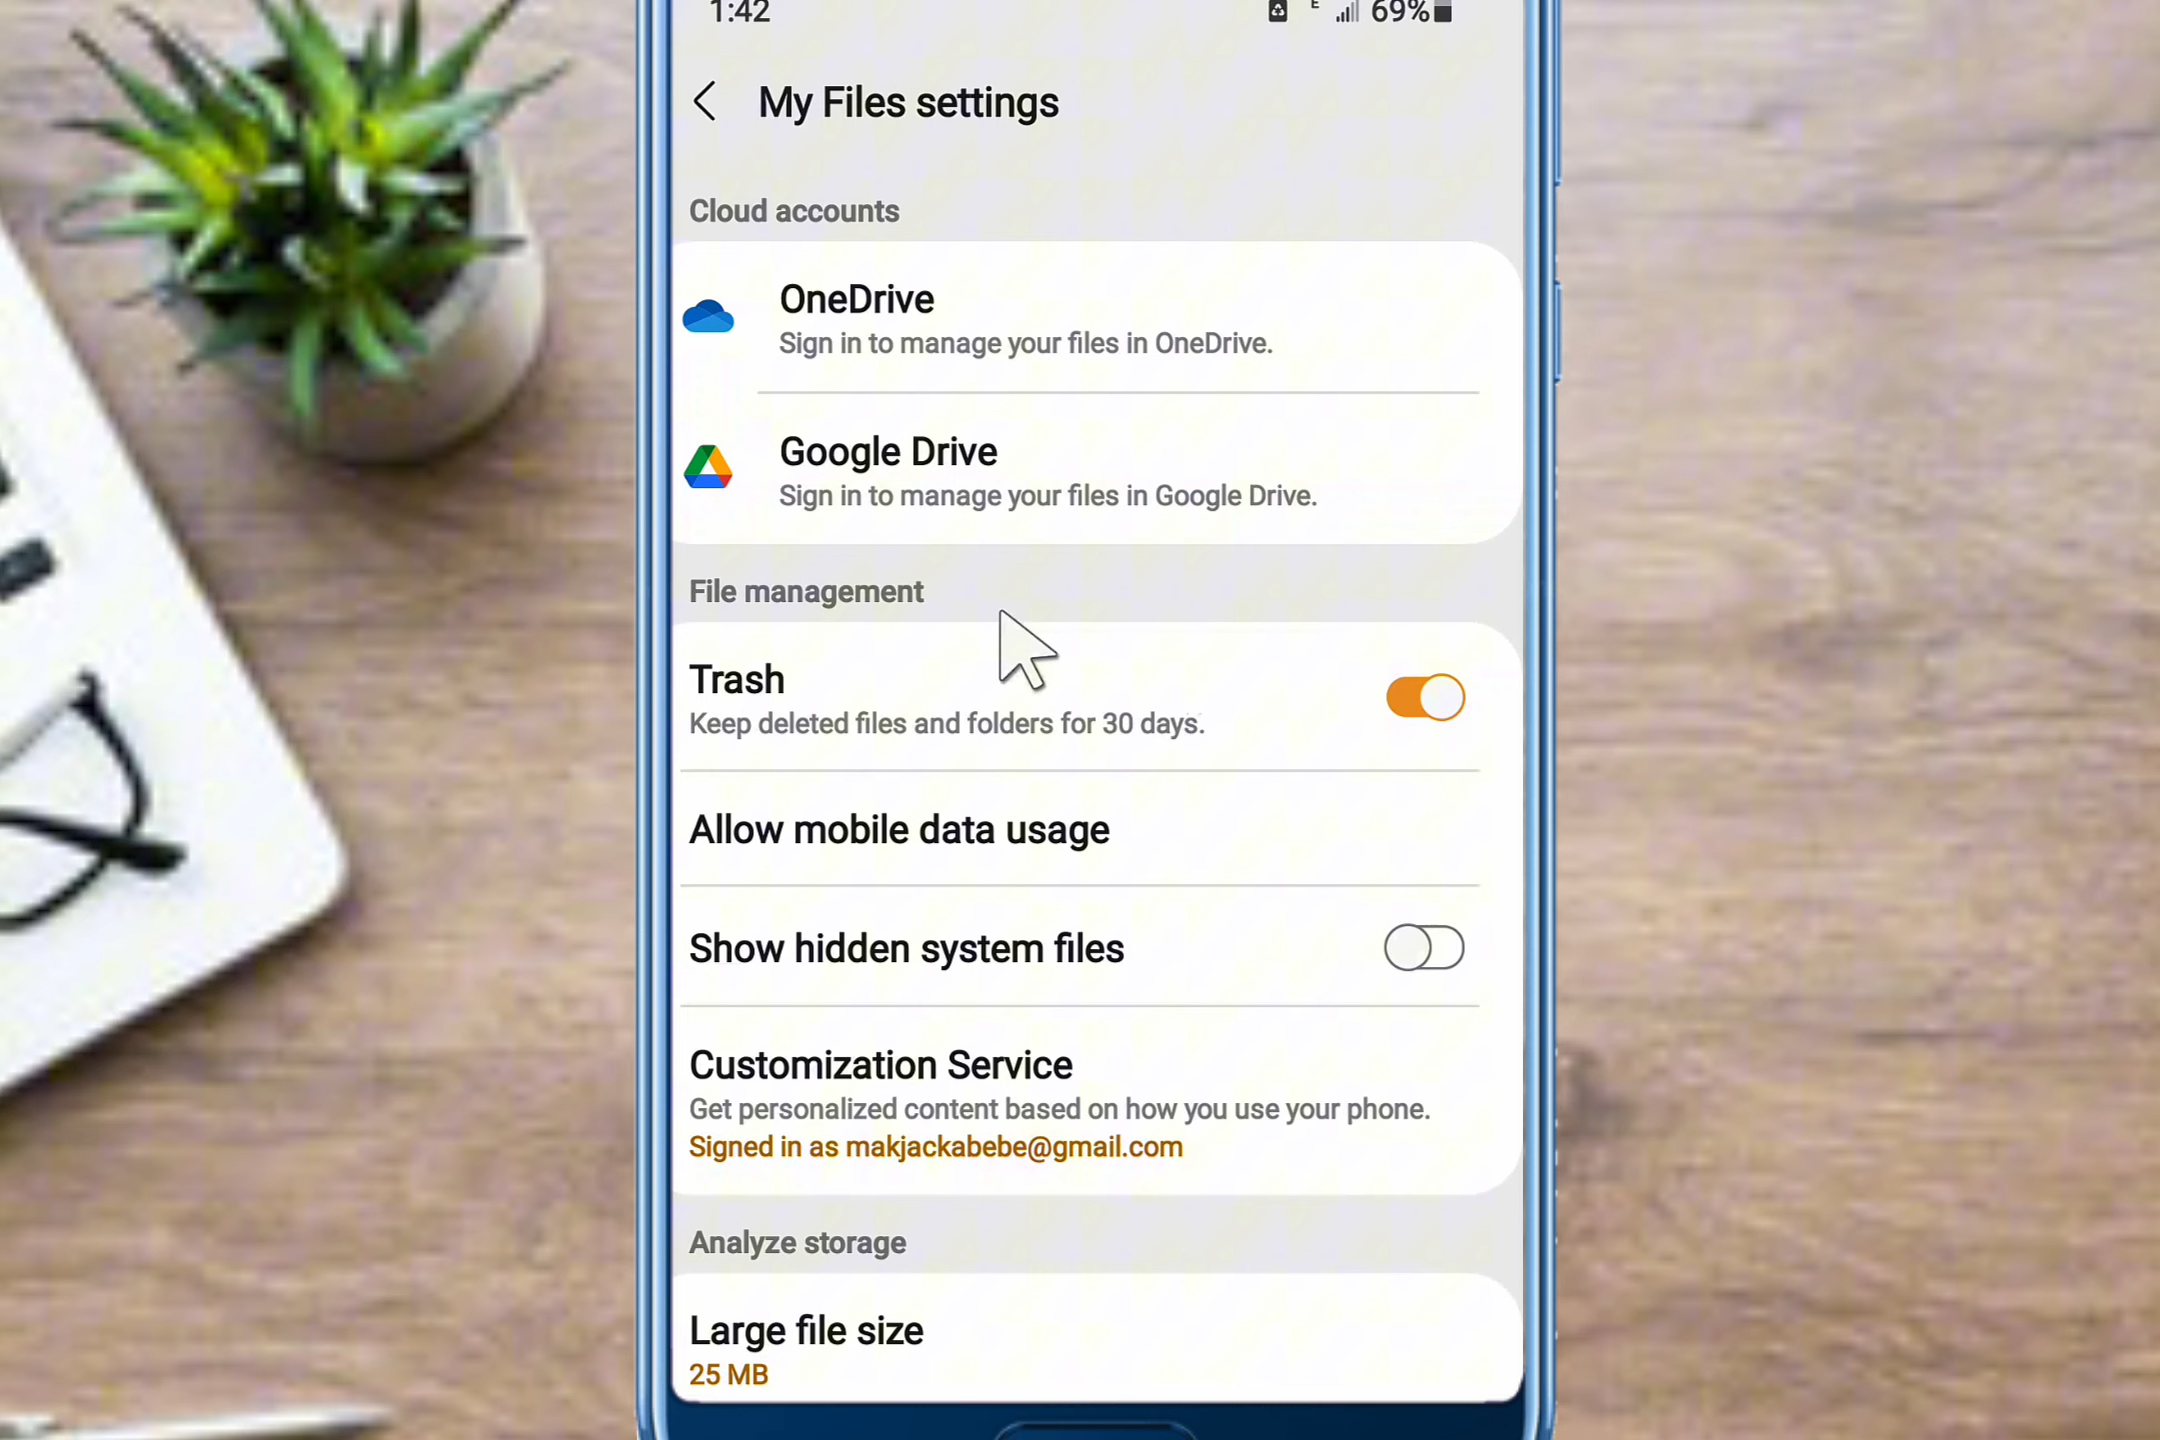 1:42
E
69%
My Files settings
Cloud accounts
OneDrive
Sign in to manage your files in OneDrive.
Google Drive
Sign in to manage your files in Google Drive.
File management
Trash
Keep deleted files and folders for 30 days.
Allow mobile data usage
Show hidden system files
Customization Service
Get personalized content based on how you use your phone.
Signed in as makjackabebe@gmail.com
Analyze storage
Large file size
25 MB